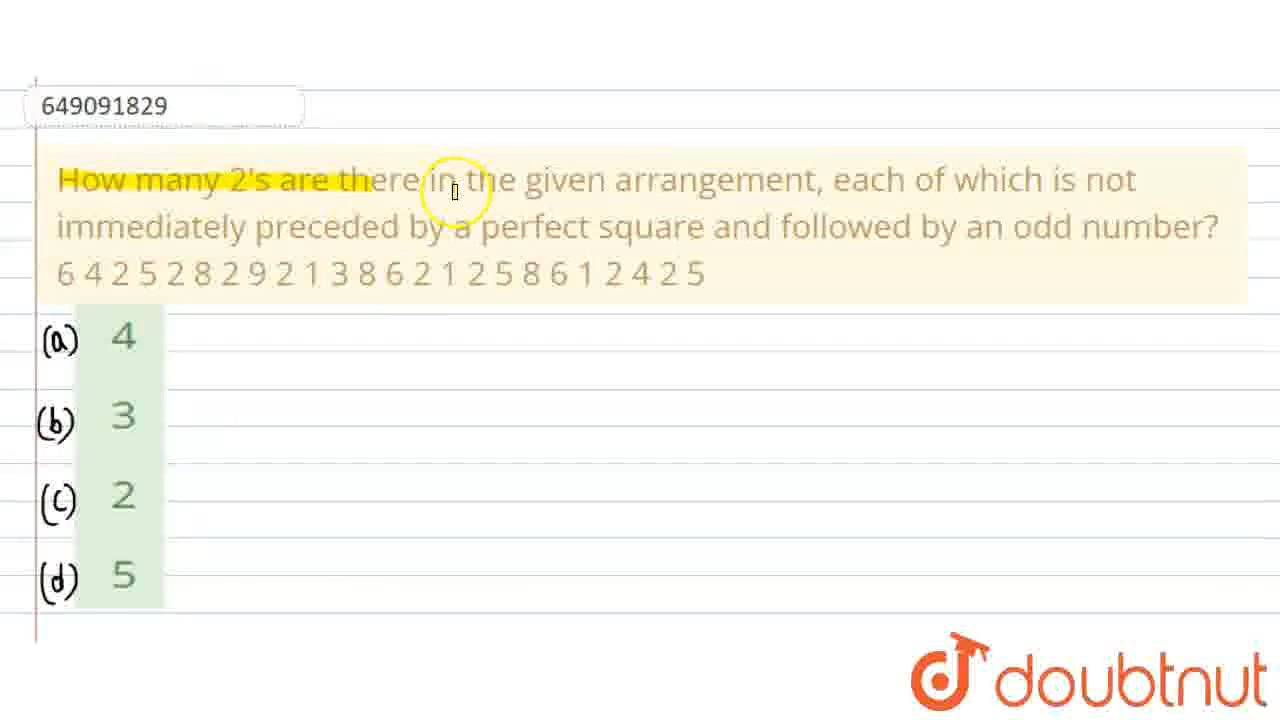 649091829
How many 2's are there in the given arrangement, each of which is not
immediately preceded by a perfect square and followed by an odd number?
6 4 2 5 2 8 2 9 2 1 3 8 6 2 1 2 5 8 6 1 2 4 2 5
(a) 4
(b) 3
(c) 2
(d) 5
doubtnut